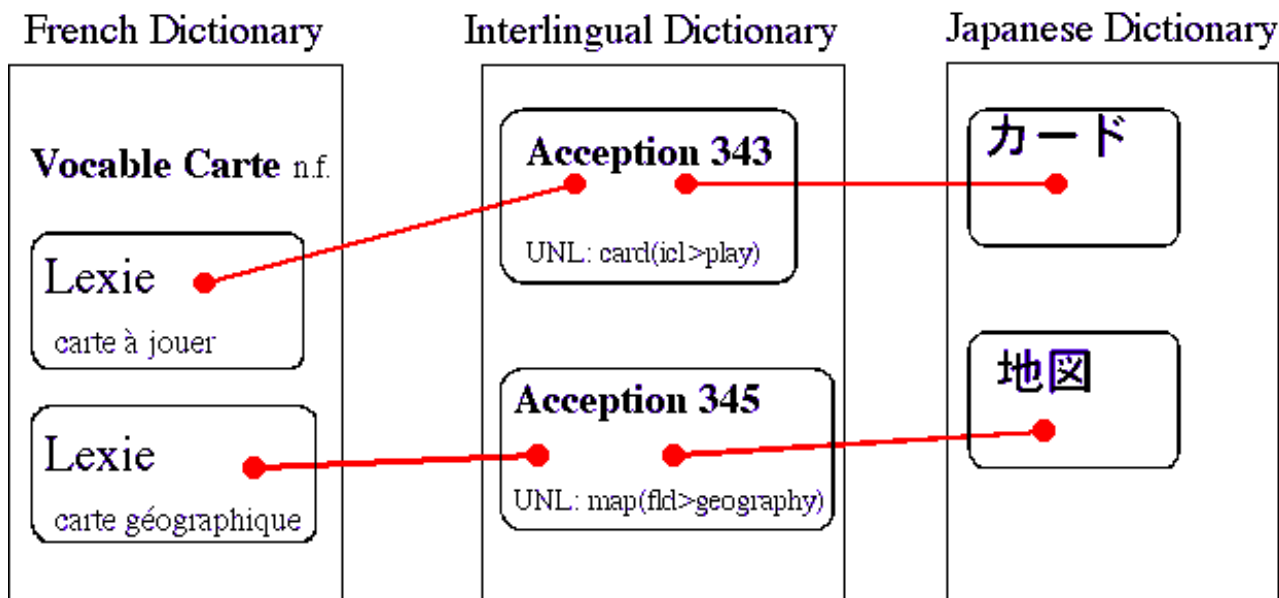 French Dictionary
Interlingual Dictionary
Japanese Dictionary
Vocable Carte n.f.
Lexie
carte à jouer
Lexie
carte géographique
Acception 343
UNL: card(icl>play)
Acception 345
UNL: map(fld>geography)
カード
地図